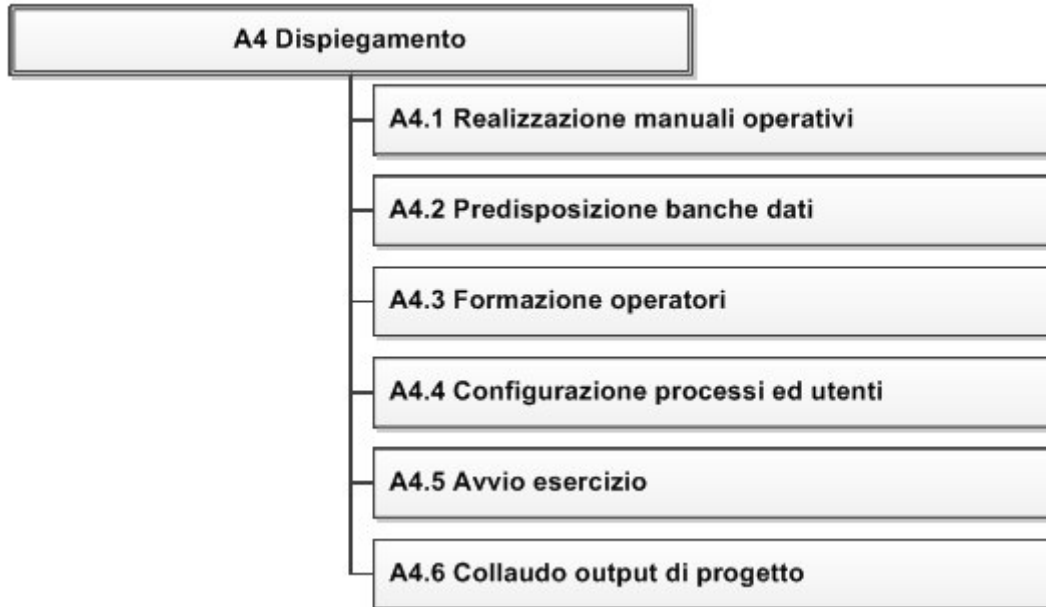 A4 Dispiegamento
A4.1 Realizzazione manuali operativi
A4.2 Predisposizione banche dati
A4.3 Formazione operatori
A4.4 Configurazione processi ed utenti
A4.5 Avvio esercizio
A4.6 Collaudo output di progetto